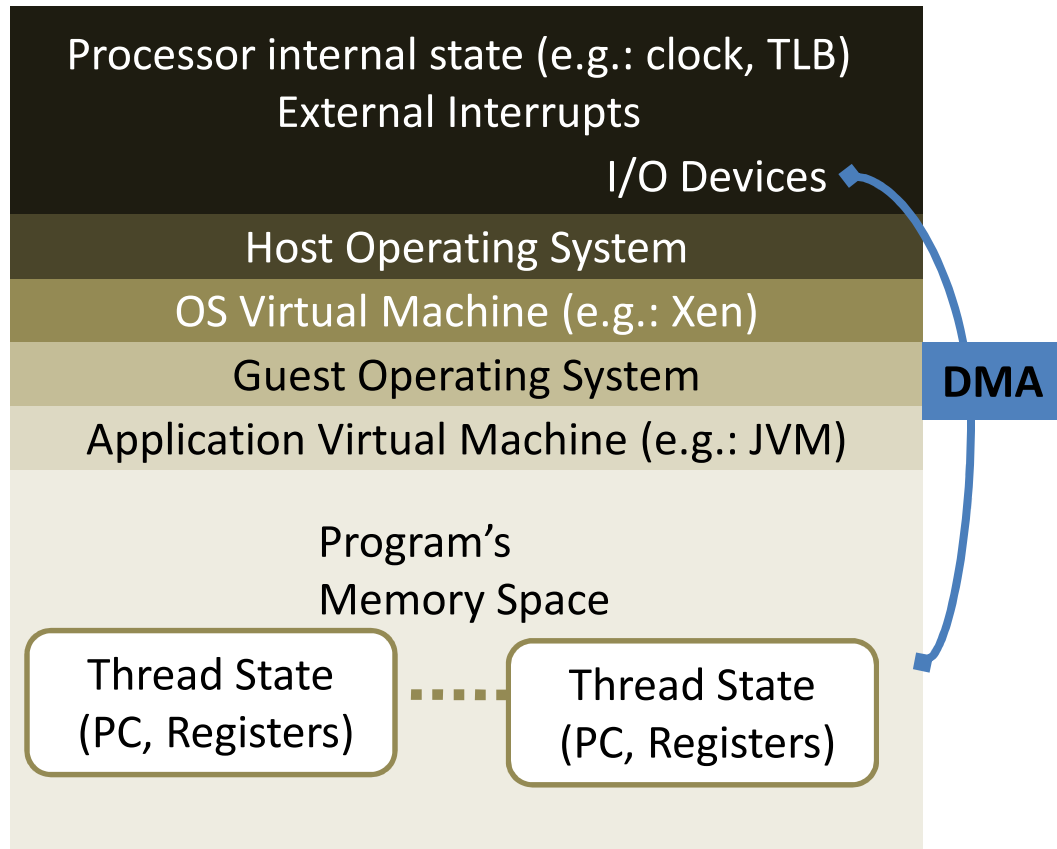 Processor internal state (e.g.: clock, TLB)
External Interrupts
I/O Devices
Host Operating System
OS Virtual Machine (e.g.: Xen)
Guest Operating System
DMA
Application Virtual Machine (e.g.: JVM)
Program’s
Memory Space
Thread State
(PC, Registers)
Thread State
(PC, Registers)